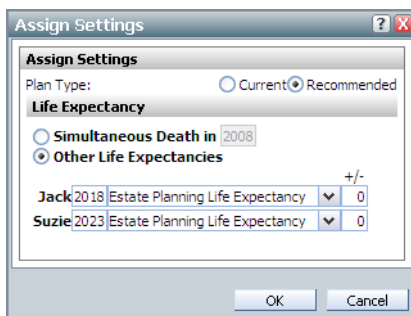 Assign Settings ? X
Assign Settings
Plan Type: Current Recommended
Life Expectancy
Simultaneous Death in 2008
Other Life Expectancies
+/-
Jack 2018 Estate Planning Life Expectancy 0
Suzie 2023 Estate Planning Life Expectancy 0
OK Cancel